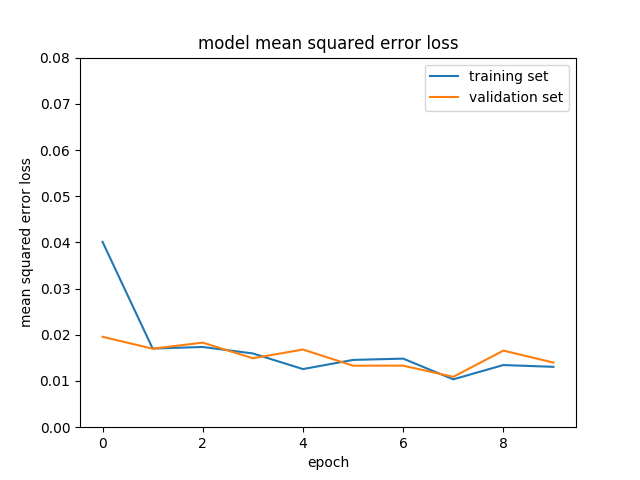 model mean squared error loss
0.08
0.07
0.06
0.05
0.04
0.03
0.02
0.01
0.00
mean squared error loss
training set
validation set
0 2 4 6 8
epoch